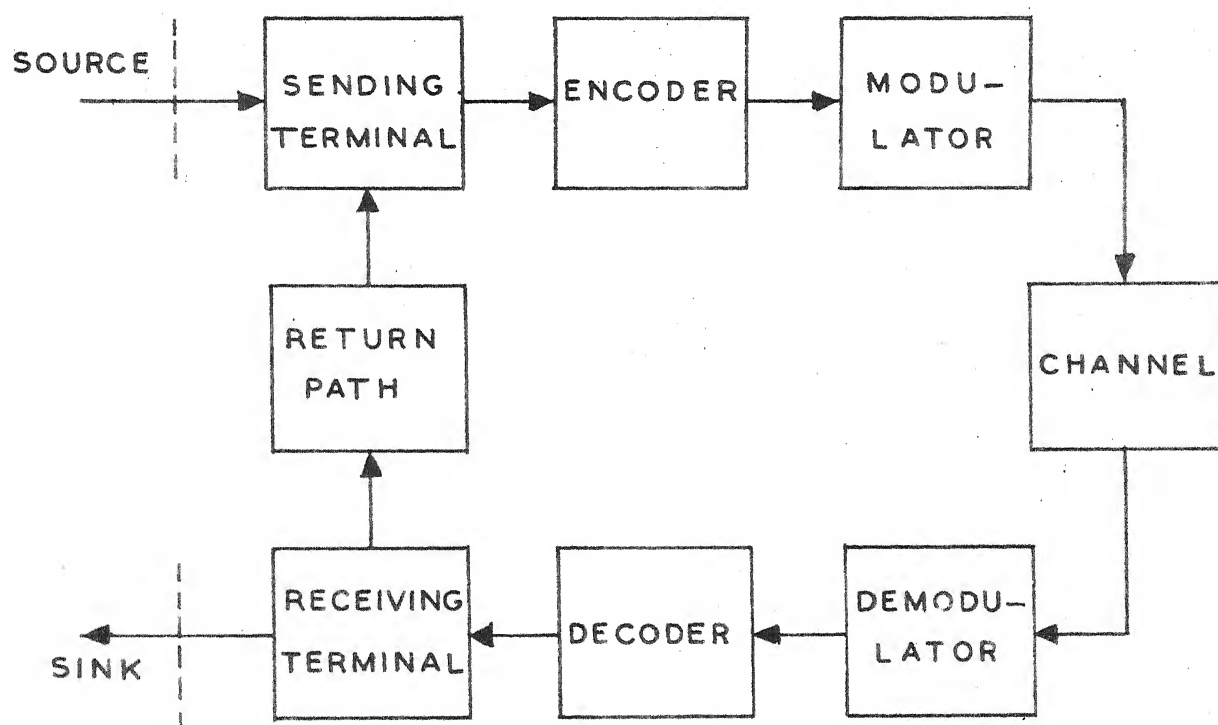 SOURCE
SENDING
TERMINAL
ENCODER
MODU-
LATOR
RETURN
PATH
CHANNEL
RECEIVING
TERMINAL
DECODER
DEMODU-
LATOR
SINK